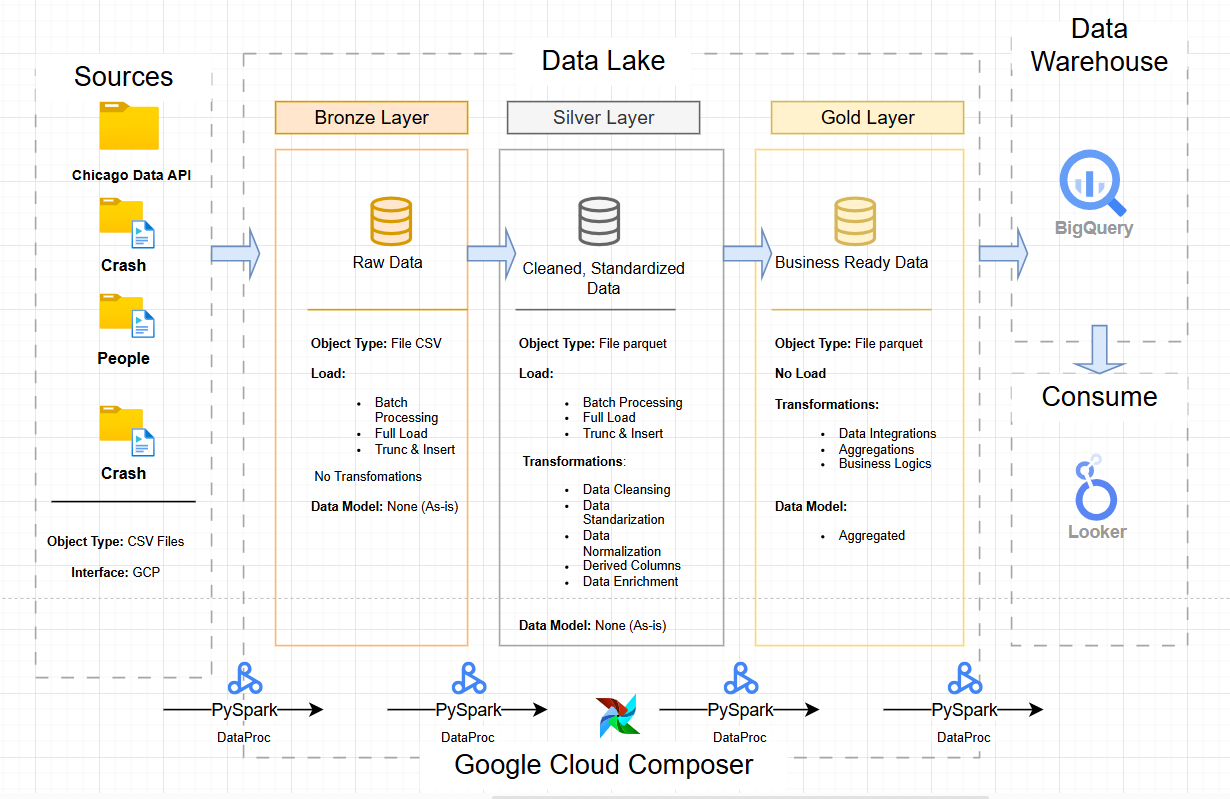 Sources
Chicago Data API
Crash
People
Crash
Object Type: CSV Files
Interface: GCP
Data Lake
Bronze Layer
Raw Data
Object Type: File CSV
Load:
• Batch
Processing
• Full Load
• Trunc & Insert
No Transfomations
Data Model: None (As-is)
Silver Layer
Cleaned, Standardized
Data
Object Type: File parquet
Load:
• Batch Processing
• Full Load
• Trunc & Insert
Transformations:
• Data Cleansing
• Data
Standarization
• Data
Normalization
• Derived Columns
• Data Enrichment
Data Model: None (As-is)
Gold Layer
Business Ready Data
Object Type: File parquet
No Load
Transformations:
• Data Integrations
• Aggregations
• Business Logics
Data Model:
• Aggregated
Data
Warehouse
BigQuery
Consume
Looker
PySpark
DataProc
PySpark
DataProc
PySpark
DataProc
PySpark
DataProc
Google Cloud Composer